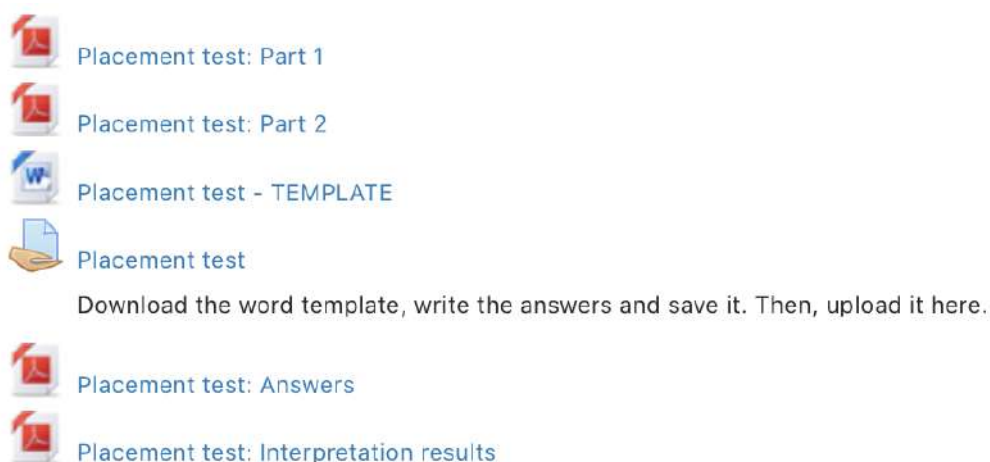 Placement test: Part 1
Placement test: Part 2
Placement test - TEMPLATE
Placement test
Download the word template, write the answers and save it. Then, upload it here.
Placement test: Answers
Placement test: Interpretation results